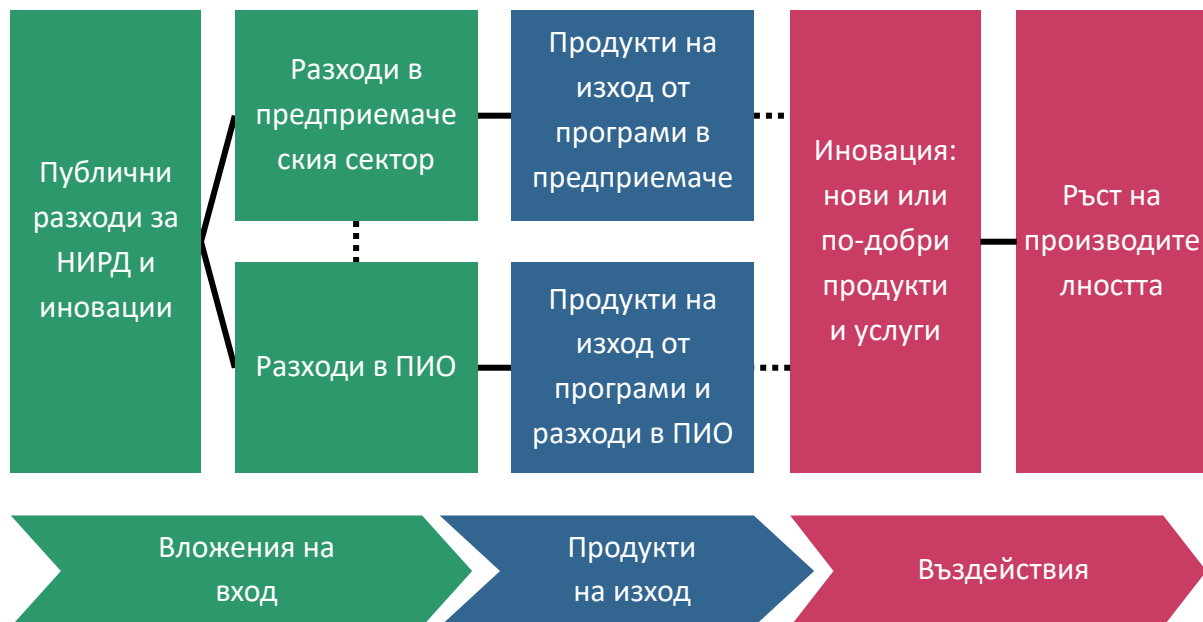 Публични
разходи за
НИРД и
иновации
Разходи в
предприемаче
ския сектор
Разходи в ПИО
Продукти на
изход от
програми в
предприемаче
Продукти на
изход от
програми и
разходи в ПИО
Иновация:
нови или
по-добри
продукти
и услуги
Ръст на
производите
лността
Вложения на
вход
Продукти
на изход
Въздействия